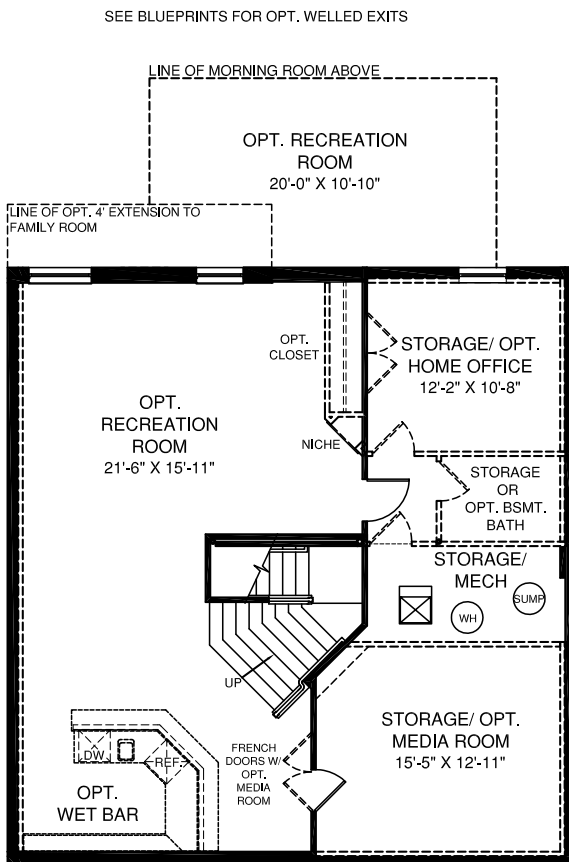 SEE BLUEPRINTS FOR OPT. WELLED EXITS
LINE OF MORNING ROOM ABOVE
OPT. RECREATION
ROOM
20'-0" X 10'-10"
LINE OF OPT. 4' EXTENSION TO
FAMILY ROOM
OPT.
CLOSET
STORAGE/ OPT.
HOME OFFICE
12'-2" X 10'-8"
OPT.
RECREATION
ROOM
21'-6" X 15'-11"
NICHE
STORAGE
OR
OPT. BSMT.
BATH
STORAGE/
MECH
WH
SUMP
UP
STORAGE/ OPT.
MEDIA ROOM
15'-5" X 12'-11"
FRENCH
DOORS W/
OPT.
MEDIA
ROOM
DW
REF
OPT.
WET BAR